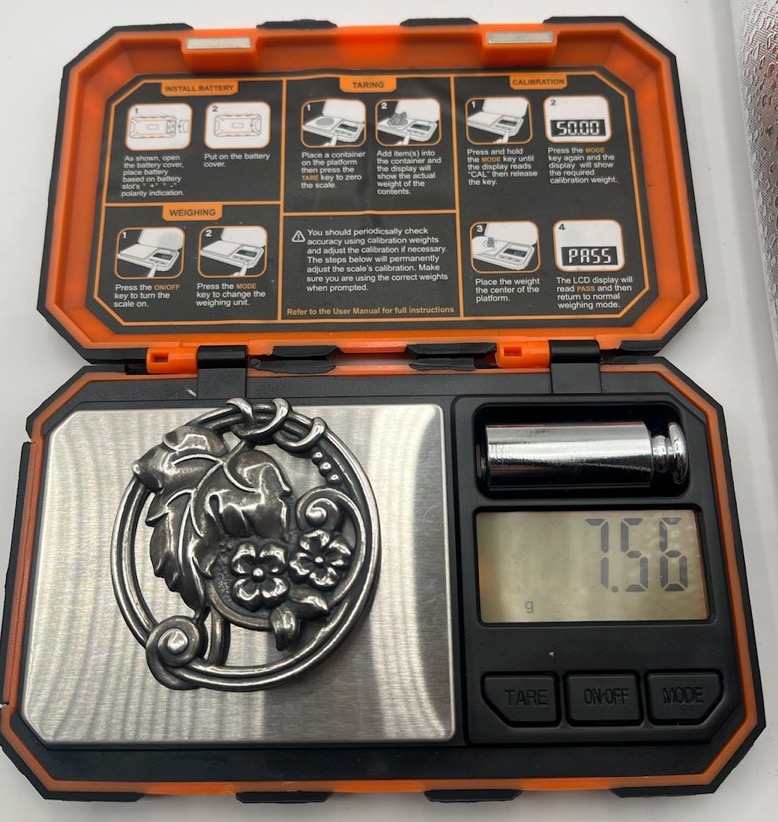 INSTALL BATTERY
1
2
As shown, open
the battery cover,
place battery
based on battery
slot's "+" "-"
polarity indication.
Put on the battery
cover.
WEIGHING
1
2
Press the ON/OFF
key to turn the
scale on.
Press the MODE
key to change the
weighing unit.
TARING
1
2
Place a container
on the platform
then press the
TARE key to zero
the scale.
Add item(s) into
the container and
the display will
show the actual
weight of the
contents.
You should periodcsally check
accuracy using calibration weights
and adjust the calibration if necessary.
The steps below will permanently
adjust the scale's calibration. Make
sure you are using the correct weights
when prompted.
Refer to the User Manual for full instructions
CALIBRATION
1
2
50.00
Press and hold
the MODE key until
the display reads
"CAL" then release
the key.
Press the MODE
key again and the
display will show
the required
calibration weight.
3
4
PASS
Place the weight
the center of the
platform.
The LCD display will
read PASS and then
return to normal
weighing mode.
7.56
g
TARE
ON/OFF
MODE